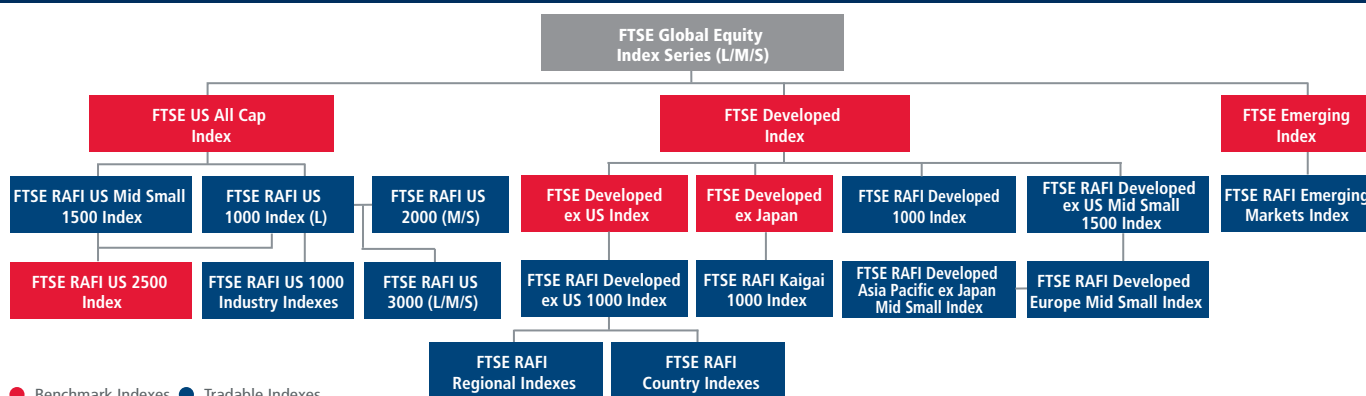 FTSE Global Equity
Index Series (L/M/S)
FTSE US All Cap
Index
FTSE Developed
Index
FTSE Emerging
Index
FTSE RAFI US Mid Small
1500 Index
FTSE RAFI US
1000 Index (L)
FTSE RAFI US
2000 (M/S)
FTSE Developed
ex US Index
FTSE Developed
ex Japan
FTSE RAFI Developed
1000 Index
FTSE RAFI Developed
ex US Mid Small
1500 Index
FTSE RAFI Emerging
Markets Index
FTSE RAFI US 2500
Index
FTSE RAFI US 1000
Industry Indexes
FTSE RAFI US
3000 (L/M/S)
FTSE RAFI Developed
ex US 1000 Index
FTSE RAFI Kaigai
1000 Index
FTSE RAFI Developed
Asia Pacific ex Japan
Mid Small Index
FTSE RAFI Developed
Europe Mid Small Index
FTSE RAFI
Regional Indexes
FTSE RAFI
Country Indexes
Benchmark Indexes
Tradable Indexes